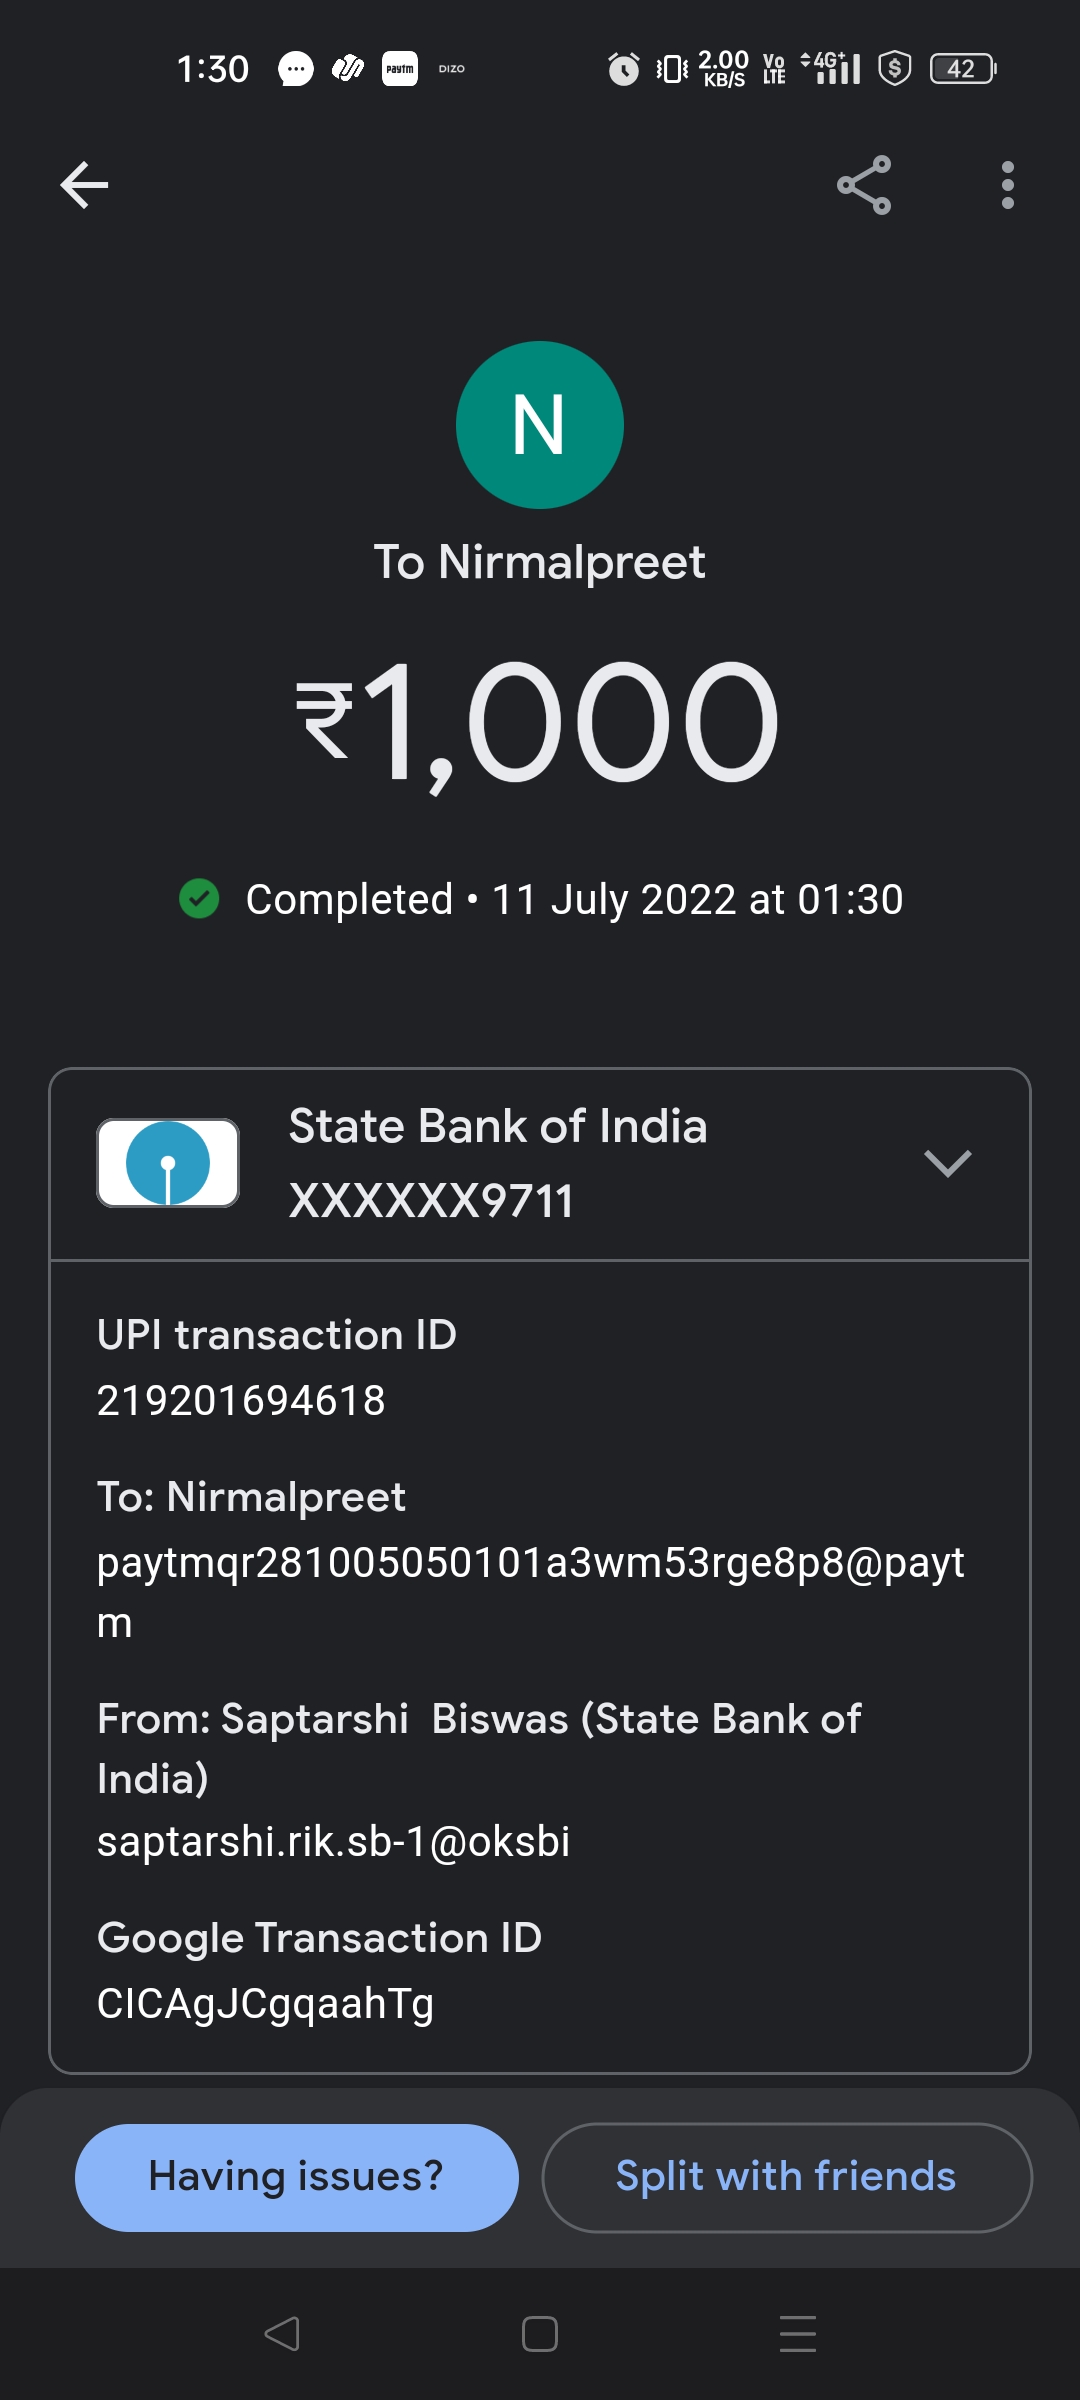 1:30 Paytm DIZO 2.00 KB/S Vo LTE 4G+ 42
N
To Nirmalpreet
₹1,000
Completed • 11 July 2022 at 01:30
State Bank of India
XXXXXX9711
UPI transaction ID
219201694618
To: Nirmalpreet
paytmqr281005050101a3wm53rge8p8@payt
m
From: Saptarshi  Biswas (State Bank of
India)
saptarshi.rik.sb-1@oksbi
Google Transaction ID
CICAgJCgqaahTg
Having issues? Split with friends